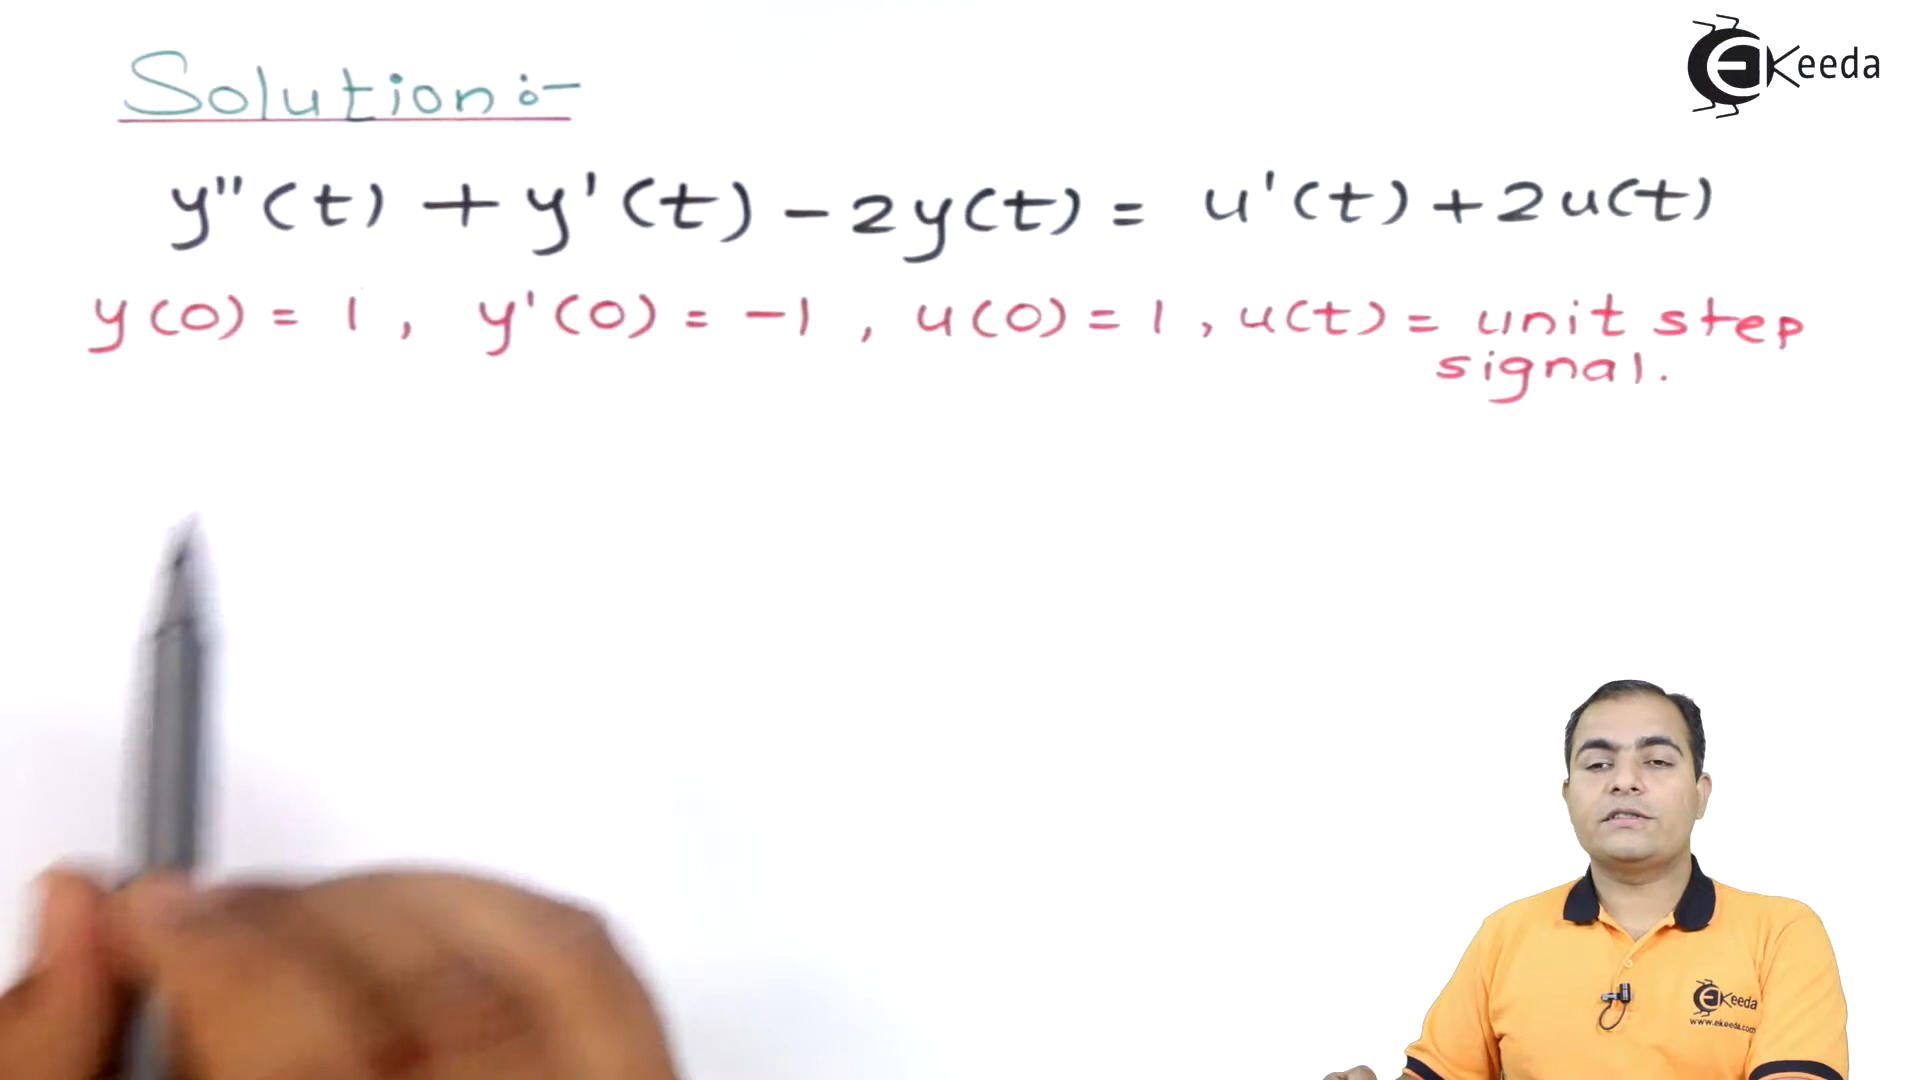 Solution :-
Keeda
y"(t) + y'(t) - 2y(t) = u'(t) + 2u(t)
y(0) = 1, y'(0) = -1, u(0) = 1, u(t) = unit step
signal.
Keeda
www.ekeeda.com